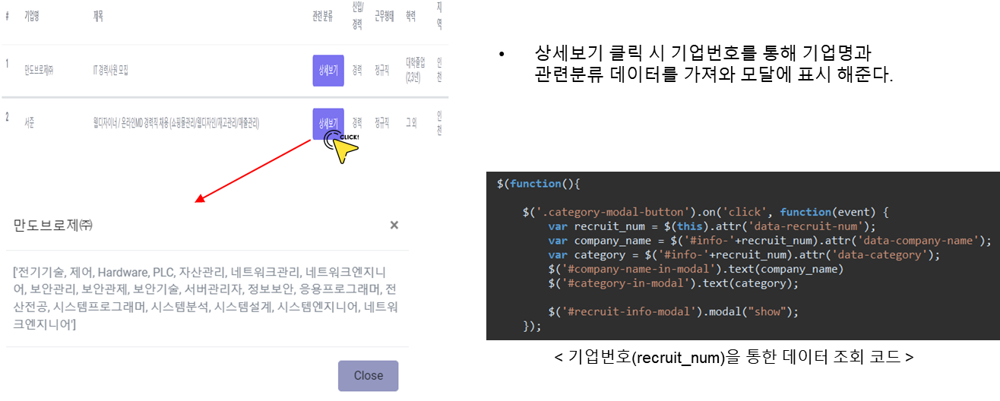 # 기업명 제목 관련 분류 신입/경력 근무형태 학력 지역
1 만도브로제㈜ IT 경력사원 모집 상세보기 경력 정규직 대학졸업(2,3년) 인천
2 서준 웹디자이너 / 온라인MD 경력직 채용 (쇼핑몰관리/웹디자인/재고관리/매출관리) 상세보기 경력 정규직 그 외 인천
CLICK!
만도브로제㈜ ×
['전기기술, 제어, Hardware, PLC, 자산관리, 네트워크관리, 네트워크엔지니
어, 보안관리, 보안관제, 보안기술, 서버관리자, 정보보안, 응용프로그래머, 전
산전공, 시스템프로그래머, 시스템분석, 시스템설계, 시스템엔지니어, 네트워
크엔지니어']
Close
• 상세보기 클릭 시 기업번호를 통해 기업명과
관련분류 데이터를 가져와 모달에 표시 해준다.
$(function(){
$('.category-modal-button').on('click', function(event) {
var recruit_num = $(this).attr('data-recruit-num');
var company_name = $('#info-'+recruit_num).attr('data-company-name');
var category = $('#info-'+recruit_num).attr('data-category');
$('#company-name-in-modal').text(company_name)
$('#category-in-modal').text(category);
$('#recruit-info-modal').modal("show");
});
< 기업번호(recruit_num)을 통한 데이터 조회 코드 >